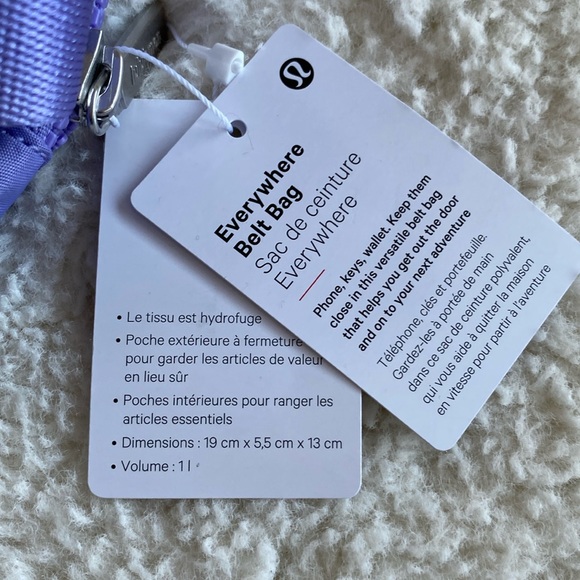 Everywhere
Belt Bag
Sac de ceinture
Everywhere
Phone, keys, wallet. Keep them
close in this versatile belt bag
that helps you get out the door
and on to your next adventure
Téléphone, clés et portefeuille.
Gardez-les à portée de main
dans ce sac de ceinture polyvalent,
qui vous aide à quitter la maison
en vitesse pour partir à l'aventure
• Le tissu est hydrofuge
• Poche extérieure à fermeture
pour garder les articles de valeur
en lieu sûr
• Poches intérieures pour ranger les
articles essentiels
• Dimensions : 19 cm x 5,5 cm x 13 cm
• Volume : 1 l